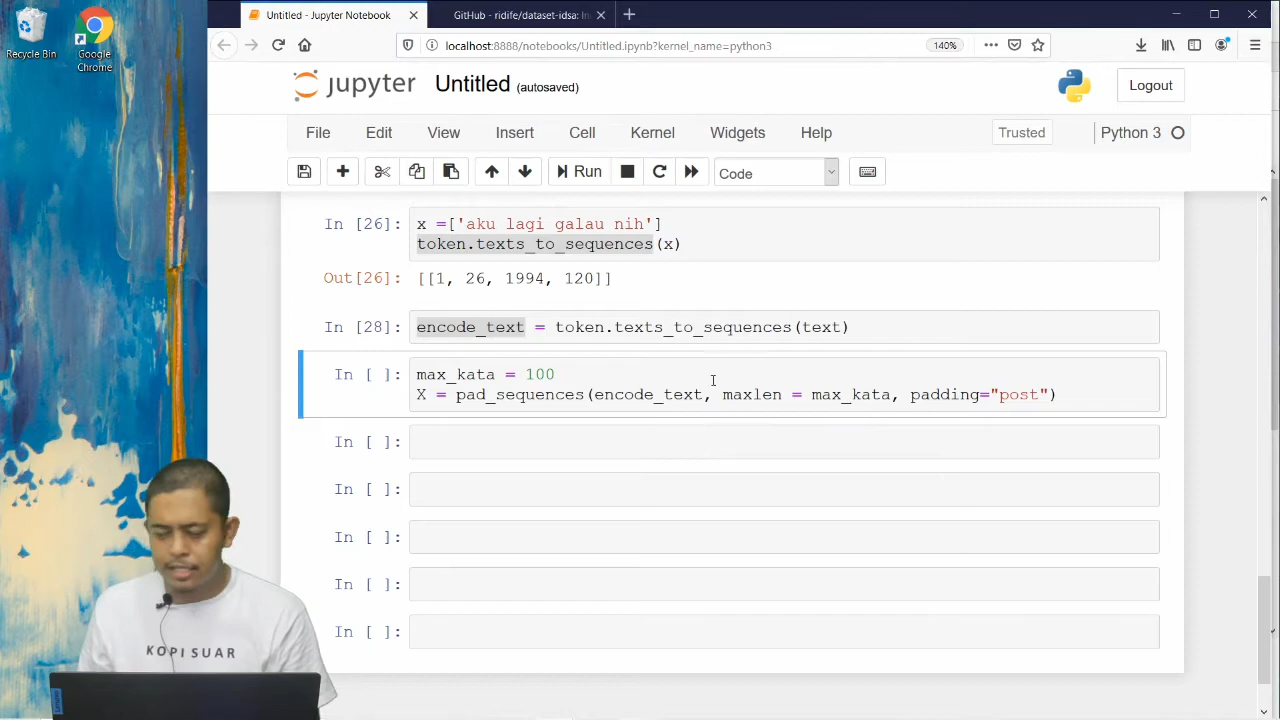 Untitled - Jupyter Notebook
GitHub - ridife/dataset-idsa: In
Recycle Bin
Google Chrome
localhost:8888/notebooks/Untitled.ipynb?kernel_name=python3
140%
jupyter Untitled (autosaved)
Logout
File Edit View Insert Cell Kernel Widgets Help
Trusted
Python 3
Run
Code
In [26]: x =['aku lagi galau nih']
token.texts_to_sequences(x)
Out[26]: [[1, 26, 1994, 120]]
In [28]: encode_text = token.texts_to_sequences(text)
In [ ]: max_kata = 100
X = pad_sequences(encode_text, maxlen = max_kata, padding="post")
In [ ]:
In [ ]:
In [ ]:
In [ ]:
In [ ]:
KOPI SUAR
Lenovo